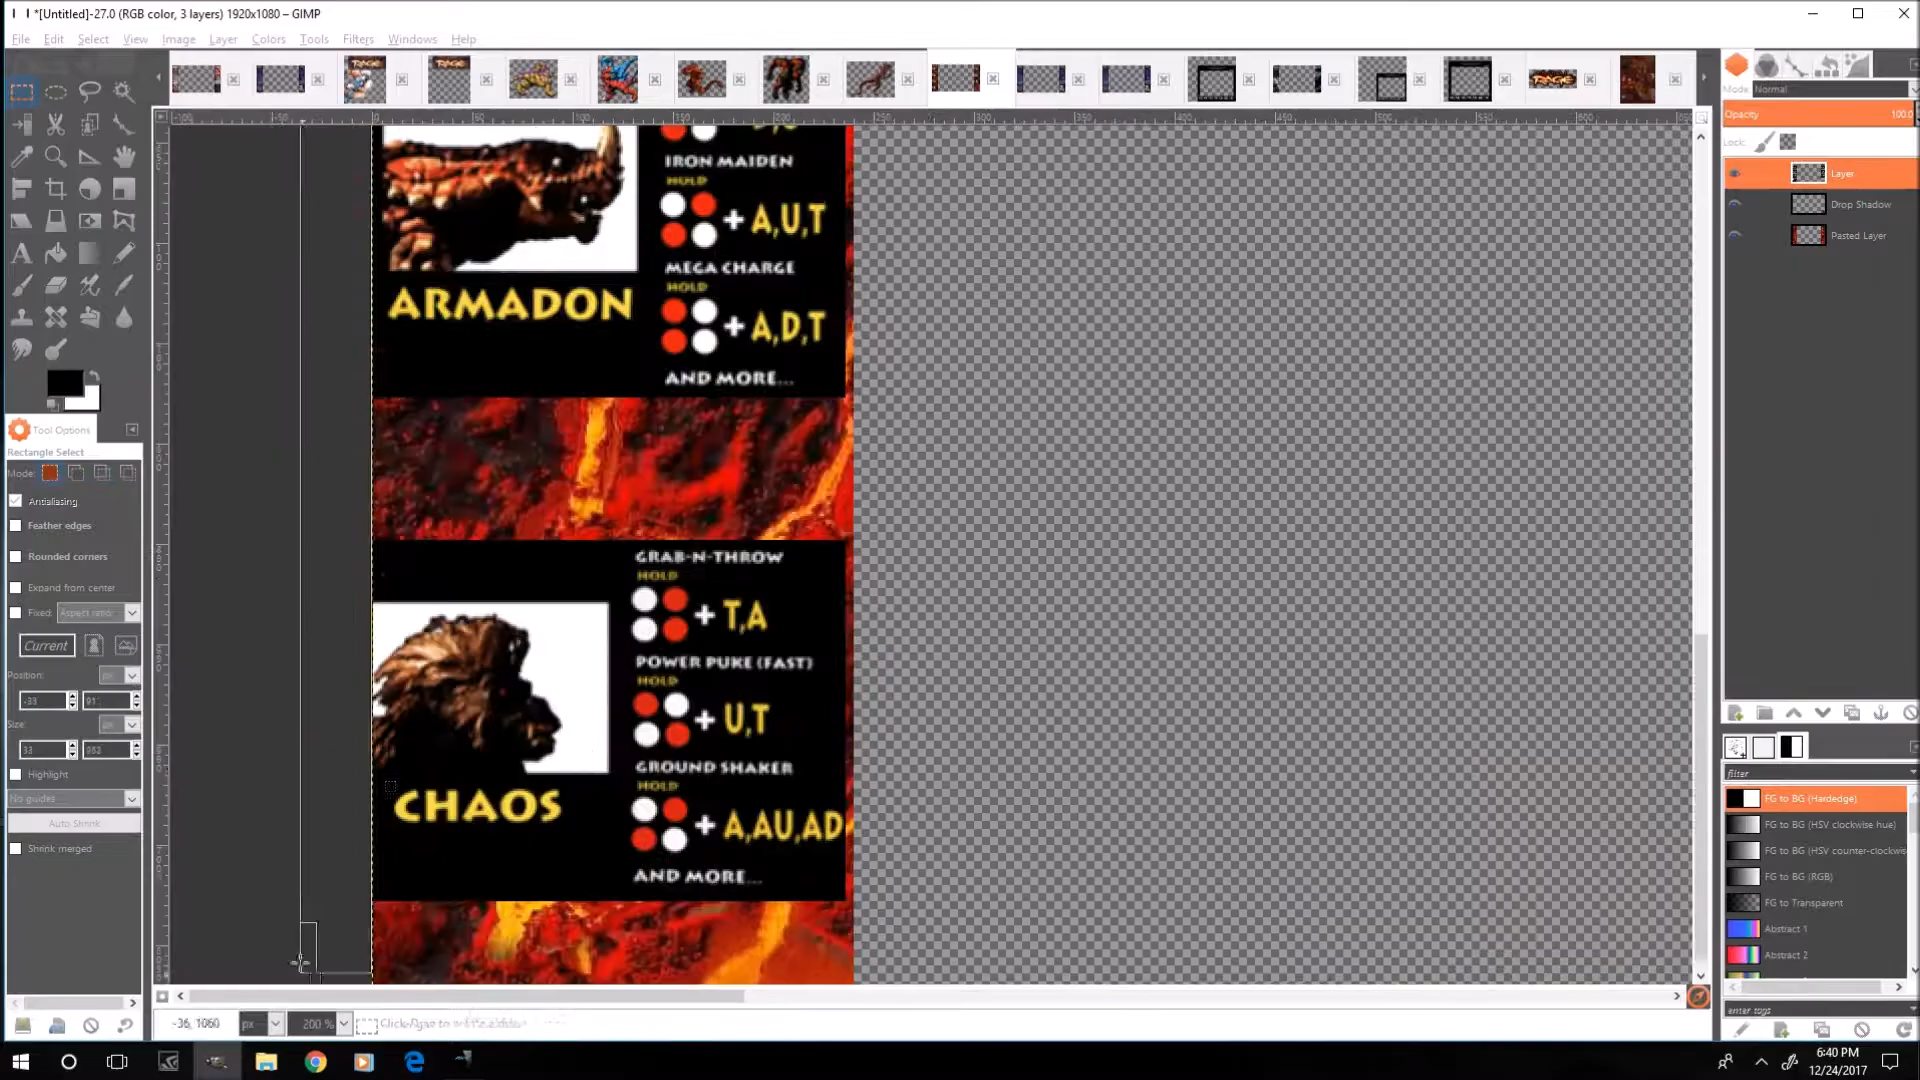 *[Untitled]-27.0 (RGB color, 3 layers) 1920x1080 – GIMP
File Edit Select View Image Layer Colors Tools Filters Windows Help
Mode: Normal
Opacity 100.0
Lock:
Layer
Drop Shadow
Pasted Layer
IRON MAIDEN
HOLD
+ A,U,T
MEGA CHARGE
HOLD
+ A,D,T
AND MORE...
ARMADON
GRAB-N-THROW
HOLD
+ T,A
POWER PUKE (FAST)
HOLD
+ U,T
GROUND SHAKER
HOLD
+ A,AU,AD
AND MORE...
CHAOS
Tool Options
Rectangle Select
Mode:
Antialiasing
Feather edges
Rounded corners
Expand from center
Fixed: Aspect ratio
Current
Position:
px
-33 91
Size:
px
33 983
Highlight
No guides
Auto Shrink
Shrink merged
filter
FG to BG (Hardedge)
FG to BG (HSV clockwise hue)
FG to BG (HSV counter-clockwis
FG to BG (RGB)
FG to Transparent
Abstract 1
Abstract 2
enter tags
-36, 1060 px 200 %
6:40 PM
12/24/2017